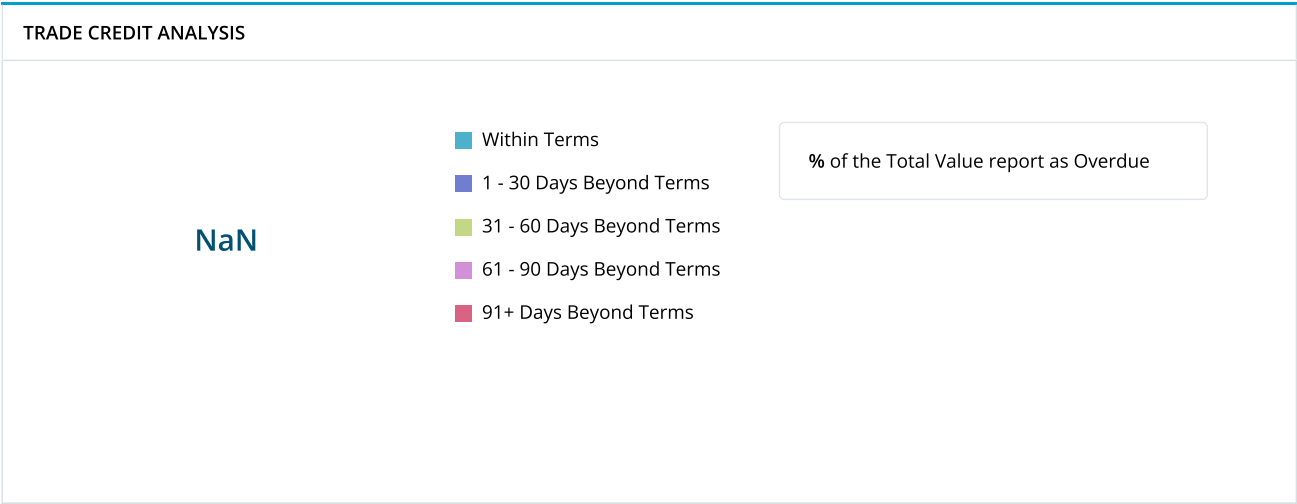 TRADE CREDIT ANALYSIS
NaN
Within Terms
1 - 30 Days Beyond Terms
31 - 60 Days Beyond Terms
61 - 90 Days Beyond Terms
91+ Days Beyond Terms
% of the Total Value report as Overdue